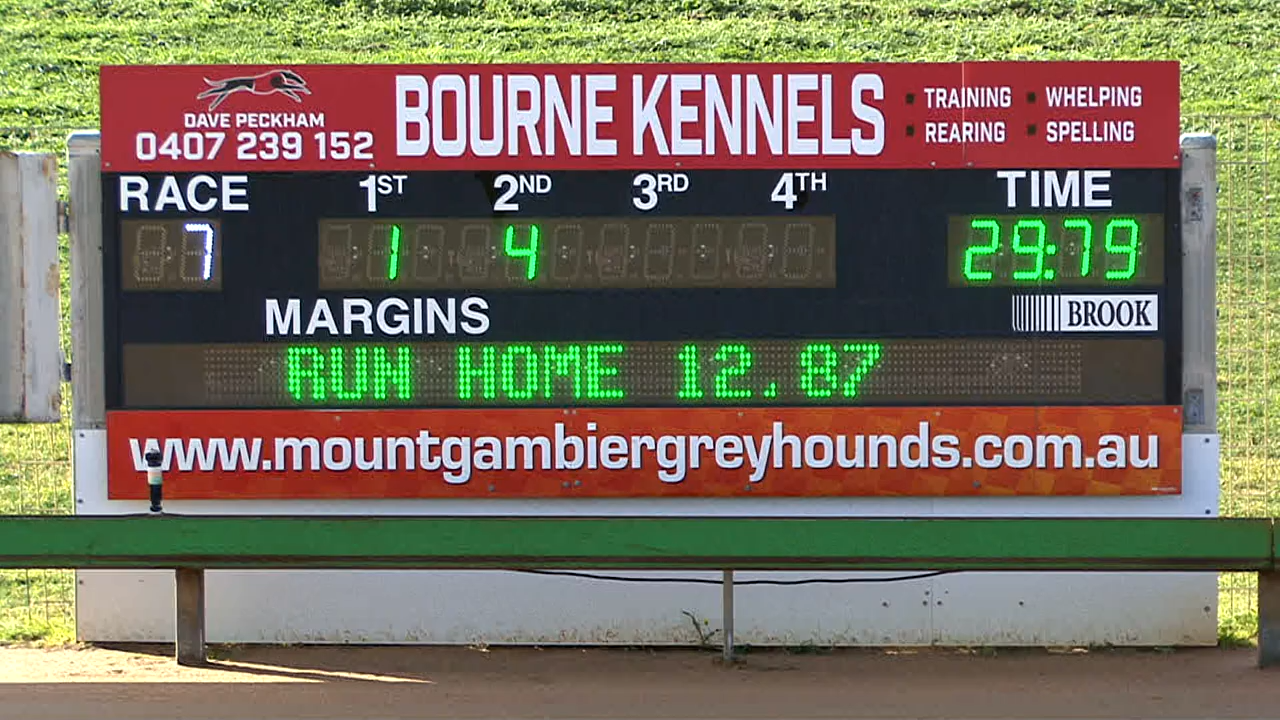 BOURNE KENNELS
DAVE PECKHAM
0407 239 152
TRAINING WHELPING
REARING SPELLING
RACE 1ST 2ND 3RD 4TH TIME
7 1 4 29:79
MARGINS
BROOK
RUN HOME 12.87
www.mountgambiergreyhounds.com.au